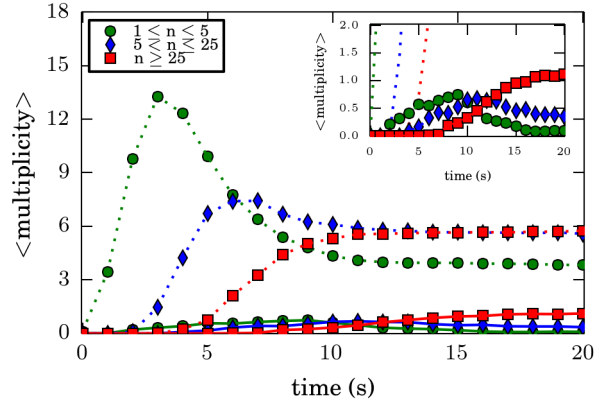 18
15
12
9
6
3
0
<multiplicity>
1 ≤ n ≤ 5
5 ≤ n ≤ 25
n ≥ 25
2.0
1.5
1.0
0.5
0.0
<multiplicity>
0 5 10 15 20
time (s)
0 5 10 15 20
time (s)